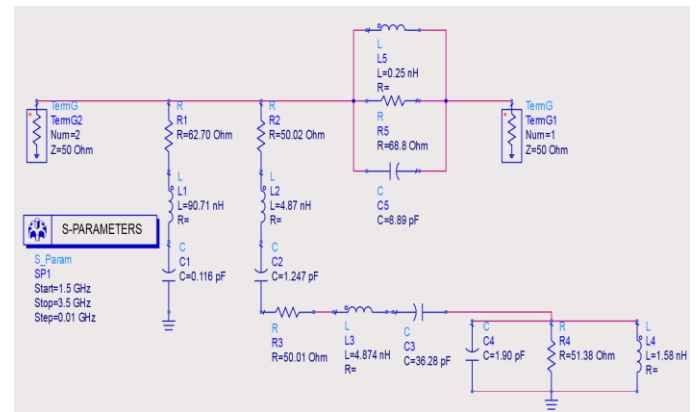 L
L5
L=0.25 nH
R=
R
R5
R=68.8 Ohm
C
C5
C=8.89 pF
TermG
TermG2
Num=2
Z=50 Ohm
R
R1
R=62.70 Ohm
R
R2
R=50.02 Ohm
TermG
TermG1
Num=1
Z=50 Ohm
L
L1
L=90.71 nH
R=
L
L2
L=4.87 nH
R=
S-PARAMETERS
S_Param
SP1
Start=1.5 GHz
Stop=3.5 GHz
Step=0.01 GHz
C
C1
C=0.116 pF
C
C2
C=1.247 pF
R
R3
R=50.01 Ohm
L
L3
L=4.874 nH
R=
C
C3
C=36.28 pF
C
C4
C=1.90 pF
R
R4
R=51.38 Ohm
L
L4
L=1.58 nH
R=